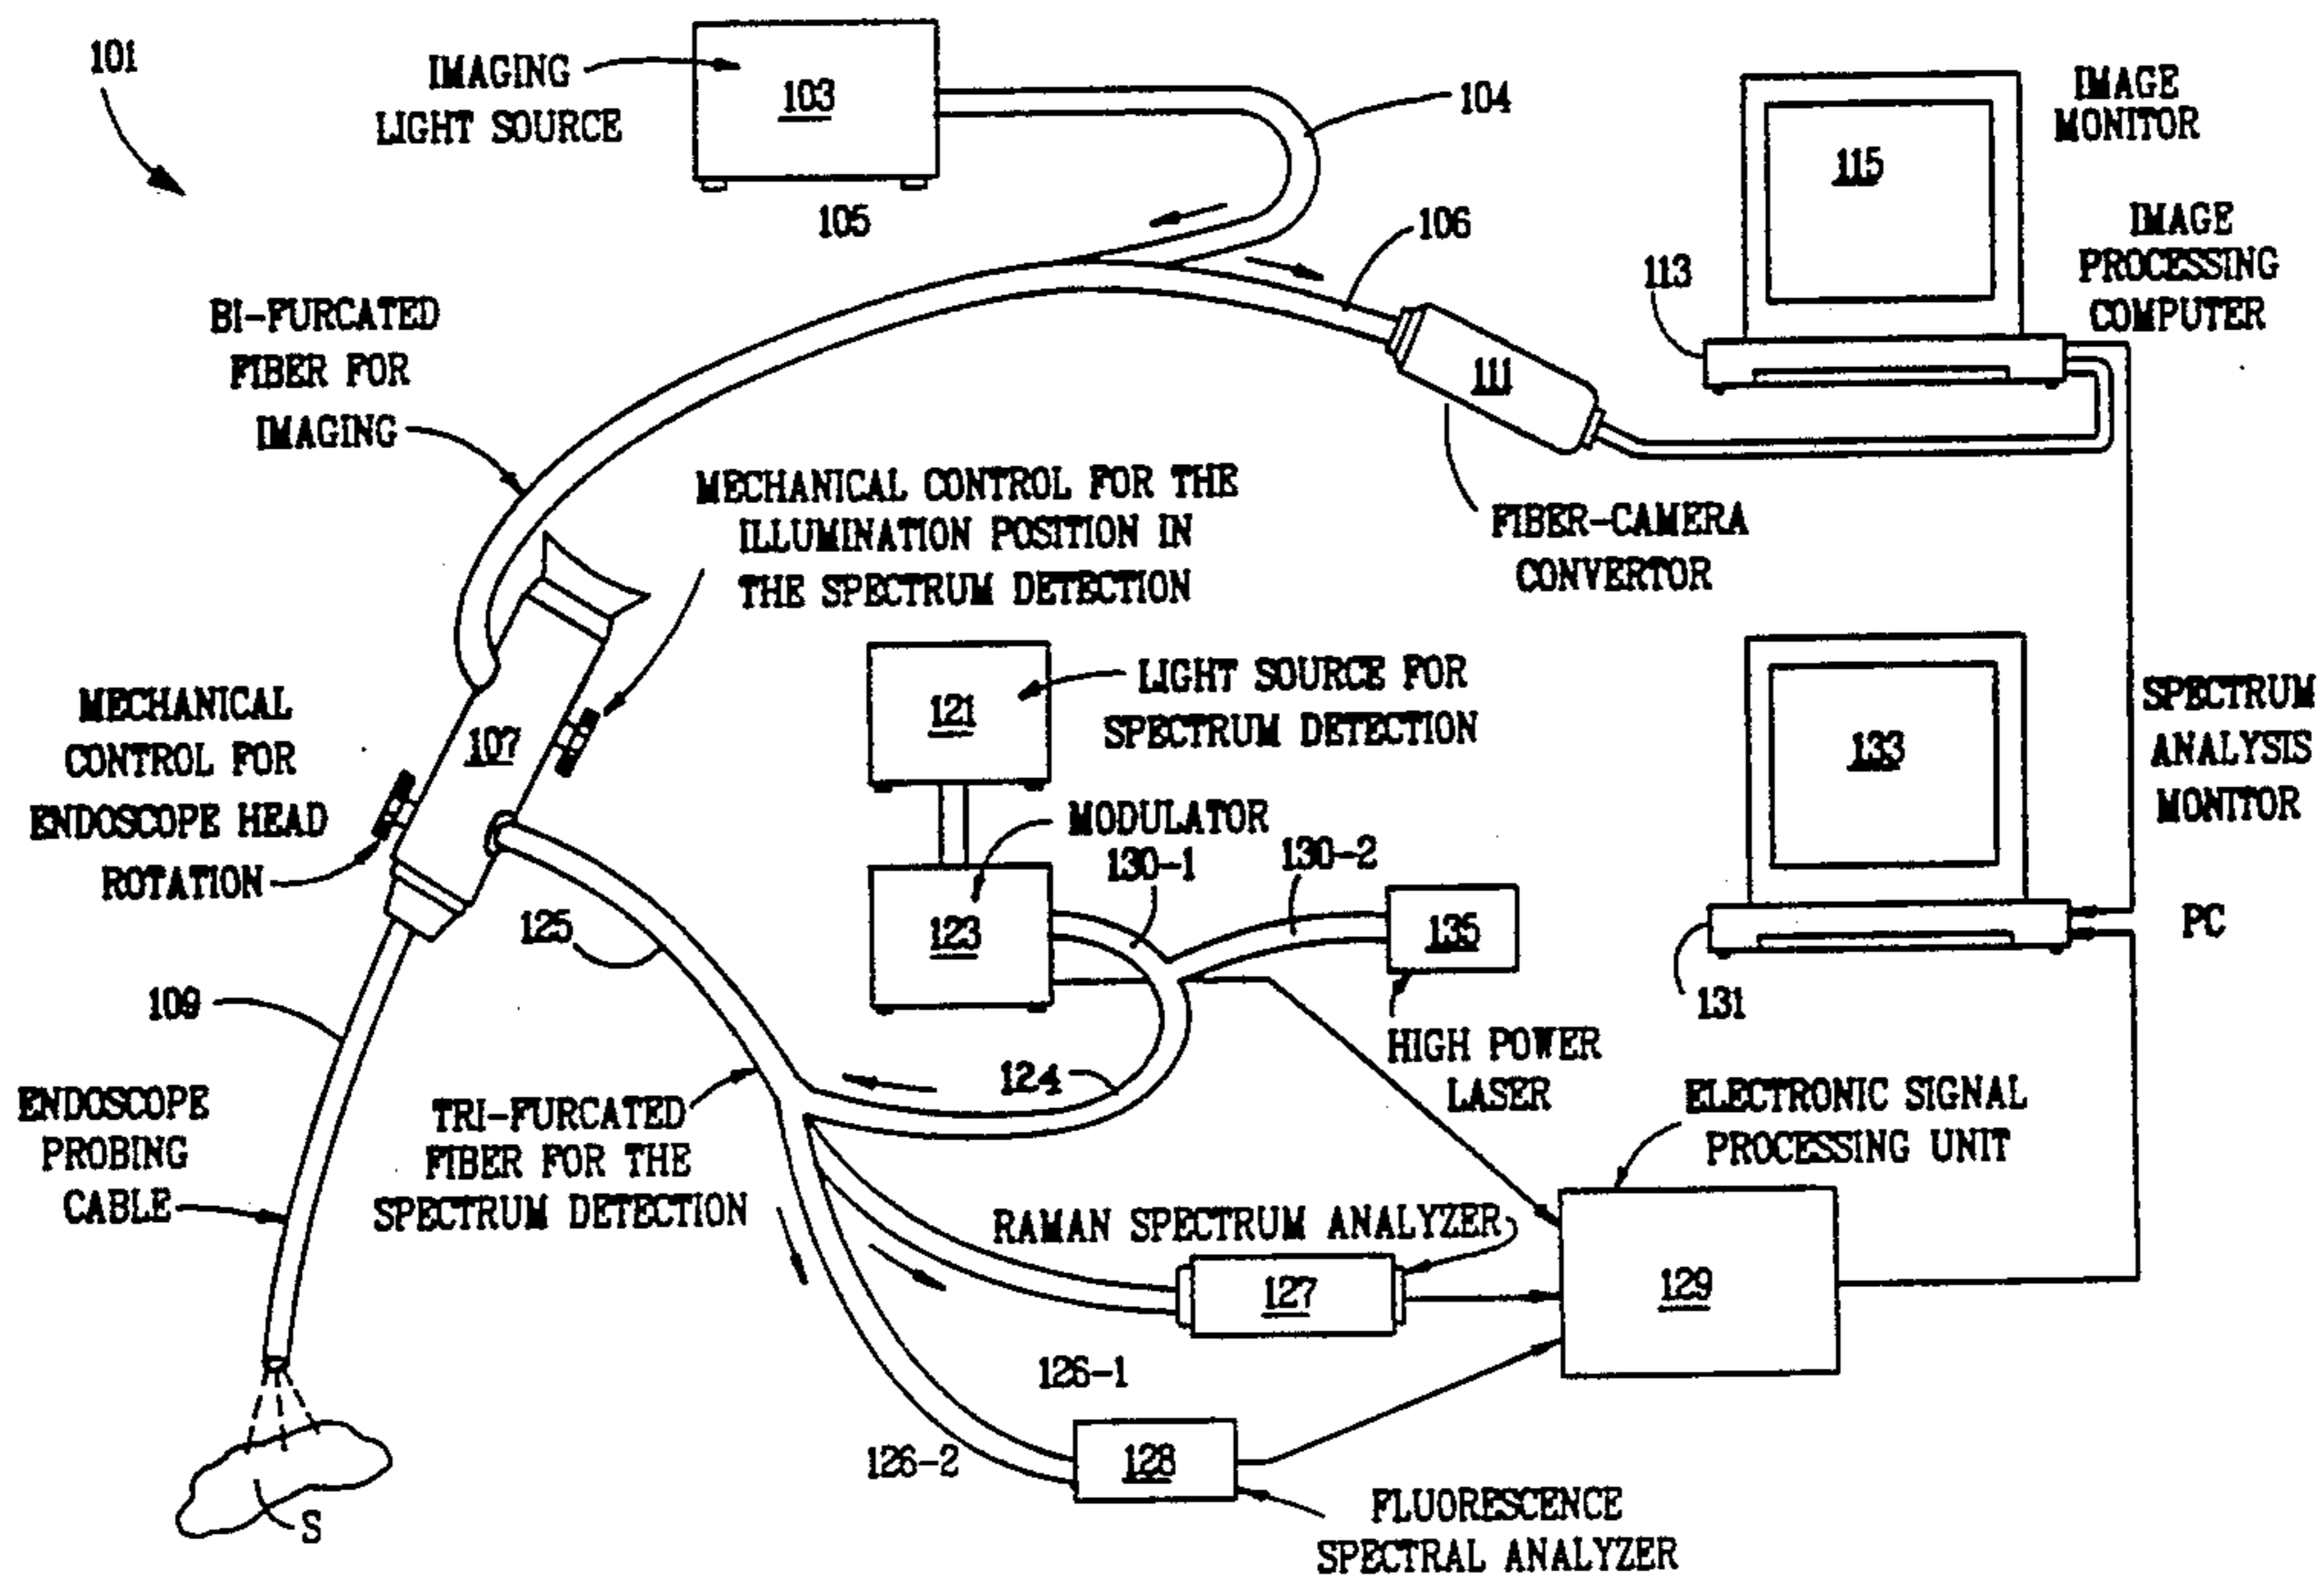 101
IMAGING
LIGHT SOURCE
103
104
105
106
IMAGE
MONITOR
115
IMAGE
PROCESSING
COMPUTER
113
111
BI-FURCATED
FIBER FOR
IMAGING
MECHANICAL CONTROL FOR THE
ILLUMINATION POSITION IN
THE SPECTRUM DETECTION
FIBER-CAMERA
CONVERTOR
MECHANICAL
CONTROL FOR
ENDOSCOPE HEAD
ROTATION
107
121
LIGHT SOURCE FOR
SPECTRUM DETECTION
MODULATOR
123
130-1
130-2
135
HIGH POWER
LASER
SPECTRUM
ANALYSIS
MONITOR
133
PC
131
125
109
124
ENDOSCOPE
PROBING
CABLE
TRI-FURCATED
FIBER FOR THE
SPECTRUM DETECTION
ELECTRONIC SIGNAL
PROCESSING UNIT
RAMAN SPECTRUM ANALYZER
127
129
126-1
126-2
128
FLUORESCENCE
SPECTRAL ANALYZER
S